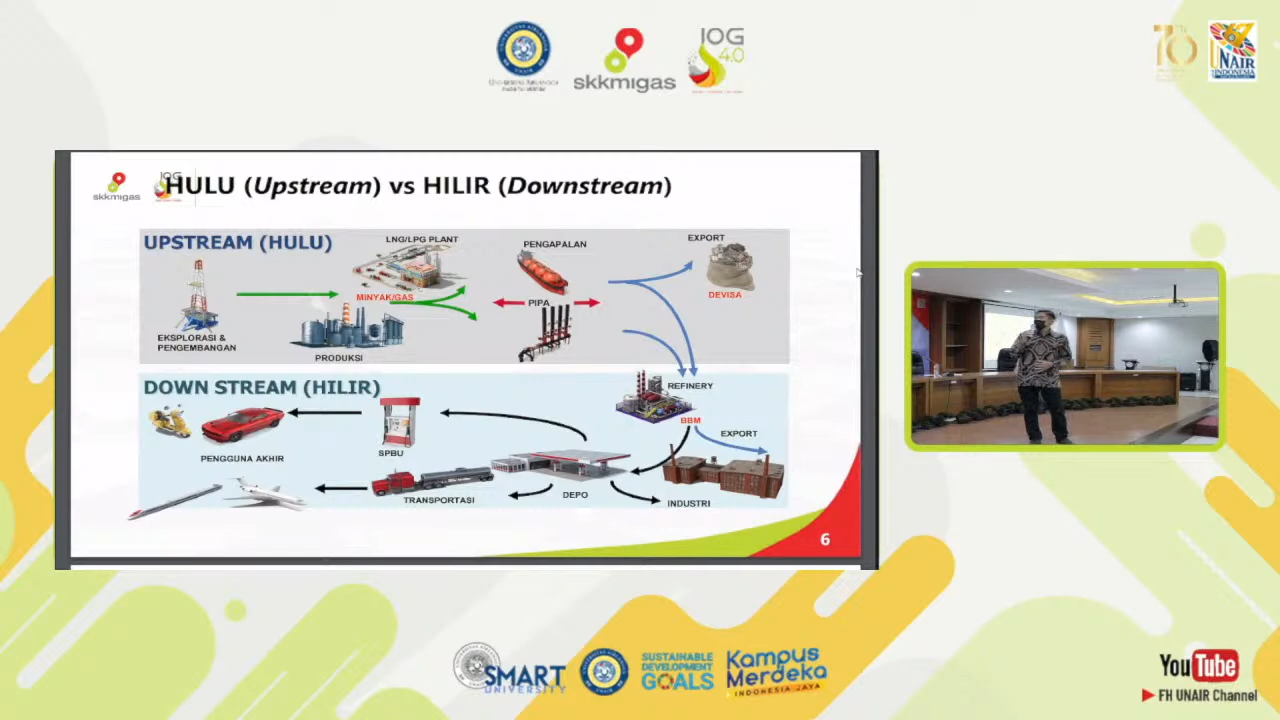 skkmigas
IOG
4.0
UNAIR
INDONESIA
skkmigas
IOG
HULU (Upstream) vs HILIR (Downstream)
UPSTREAM (HULU)
LNG/LPG PLANT
PENGAPALAN
EXPORT
MINYAK/GAS
PIPA
DEVISA
EKSPLORASI &
PENGEMBANGAN
PRODUKSI
DOWN STREAM (HILIR)
REFINERY
BBM
EXPORT
SPBU
PENGGUNA AKHIR
TRANSPORTASI
DEPO
INDUSTRI
6
SMART
UNIVERSITY
SUSTAINABLE
DEVELOPMENT
GOALS
Kampus
Merdeka
INDONESIA JAYA
YouTube
FH UNAIR Channel